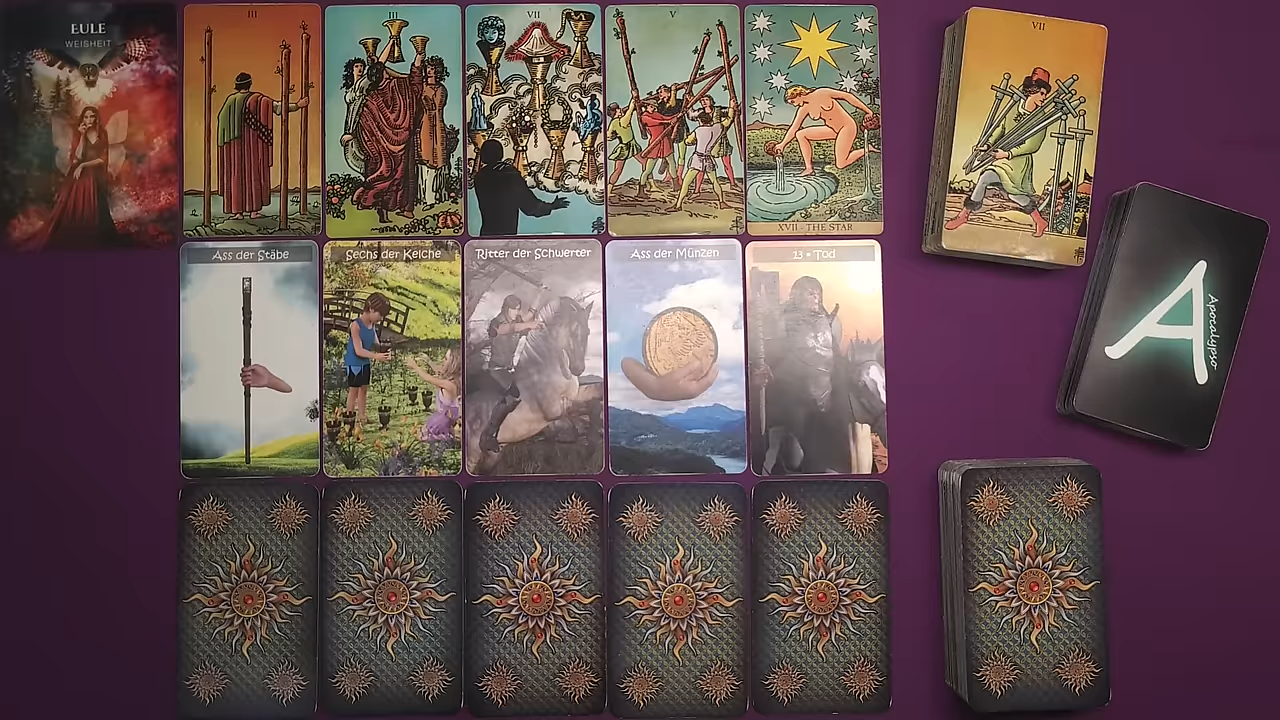 EULE
WEISHEIT
III
III
VII
V
XVII - THE STAR
VII
Ass der Stäbe
Sechs der Kelche
Ritter der Schwerter
Ass der Münzen
13 • Tod
A
Apocalypso